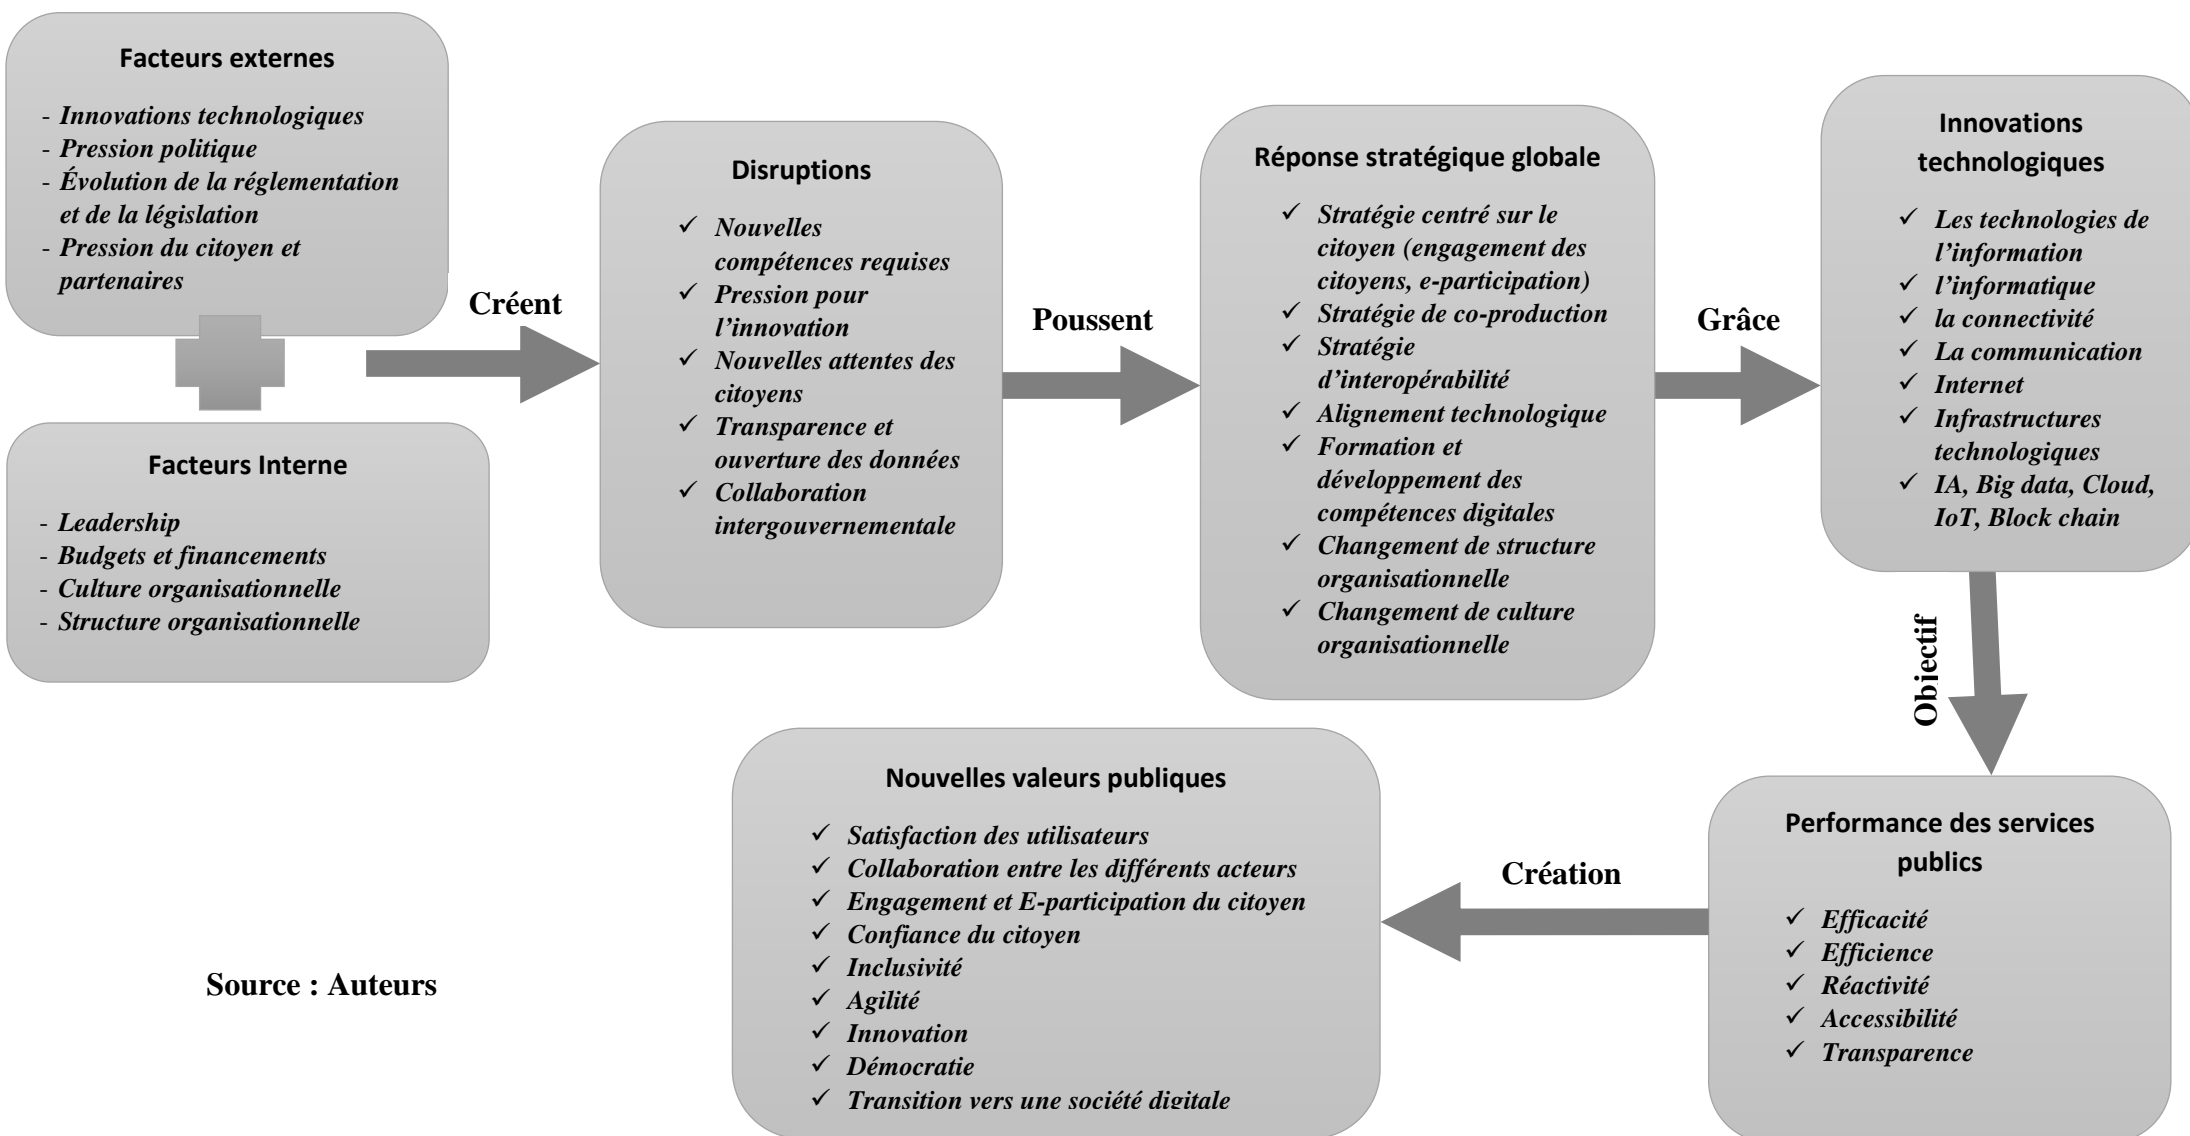 Facteurs externes
- Innovations technologiques
- Pression politique
- Évolution de la réglementation
et de la législation
- Pression du citoyen et
partenaires
Facteurs Interne
- Leadership
- Budgets et financements
- Culture organisationnelle
- Structure organisationnelle
Créent
Disruptions
✓ Nouvelles
compétences requises
✓ Pression pour
l’innovation
✓ Nouvelles attentes des
citoyens
✓ Transparence et
ouverture des données
✓ Collaboration
intergouvernementale
Poussent
Réponse stratégique globale
✓ Stratégie centré sur le
citoyen (engagement des
citoyens, e-participation)
✓ Stratégie de co-production
✓ Stratégie
d’interopérabilité
✓ Alignement technologique
✓ Formation et
développement des
compétences digitales
✓ Changement de structure
organisationnelle
✓ Changement de culture
organisationnelle
Grâce
Innovations
technologiques
✓ Les technologies de
l’information
✓ l’informatique
✓ la connectivité
✓ La communication
✓ Internet
✓ Infrastructures
technologiques
✓ IA, Big data, Cloud,
IoT, Block chain
Objectif
Performance des services
publics
✓ Efficacité
✓ Efficience
✓ Réactivité
✓ Accessibilité
✓ Transparence
Création
Nouvelles valeurs publiques
✓ Satisfaction des utilisateurs
✓ Collaboration entre les différents acteurs
✓ Engagement et E-participation du citoyen
✓ Confiance du citoyen
✓ Inclusivité
✓ Agilité
✓ Innovation
✓ Démocratie
✓ Transition vers une société digitale
Source : Auteurs